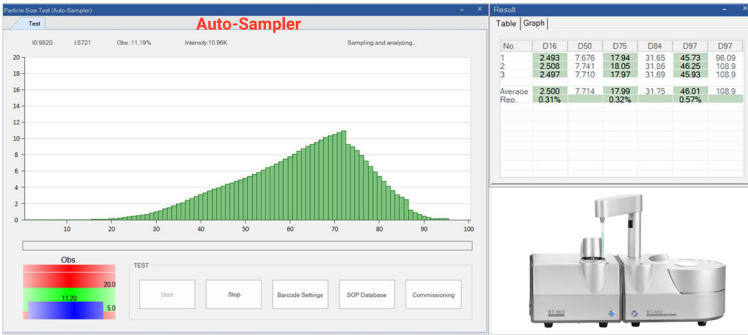 Particle Size Test (Auto-Sampler)
Test
Auto-Sampler
I0:9820 I:8721 Obs.:11.19% Intensity:10.96K Sampling and analyzing...
20
18
16
14
12
10
8
6
4
2
0
10 20 30 40 50 60 70 80 90 100
Obs.
20.0
11.20
5.0
TEST
Start Stop Barcode Settings SOP Database Commissioning
Result
Table Graph
No. D16 D50 D75 D84 D97 D97
1 2.493 7.676 17.94 31.65 45.73 96.09
2 2.508 7.741 18.05 31.86 46.25 108.9
3 2.497 7.710 17.97 31.69 45.93 108.9
Average 2.500 7.714 17.99 31.75 46.01 108.9
Rep. 0.31% 0.32% 0.57%